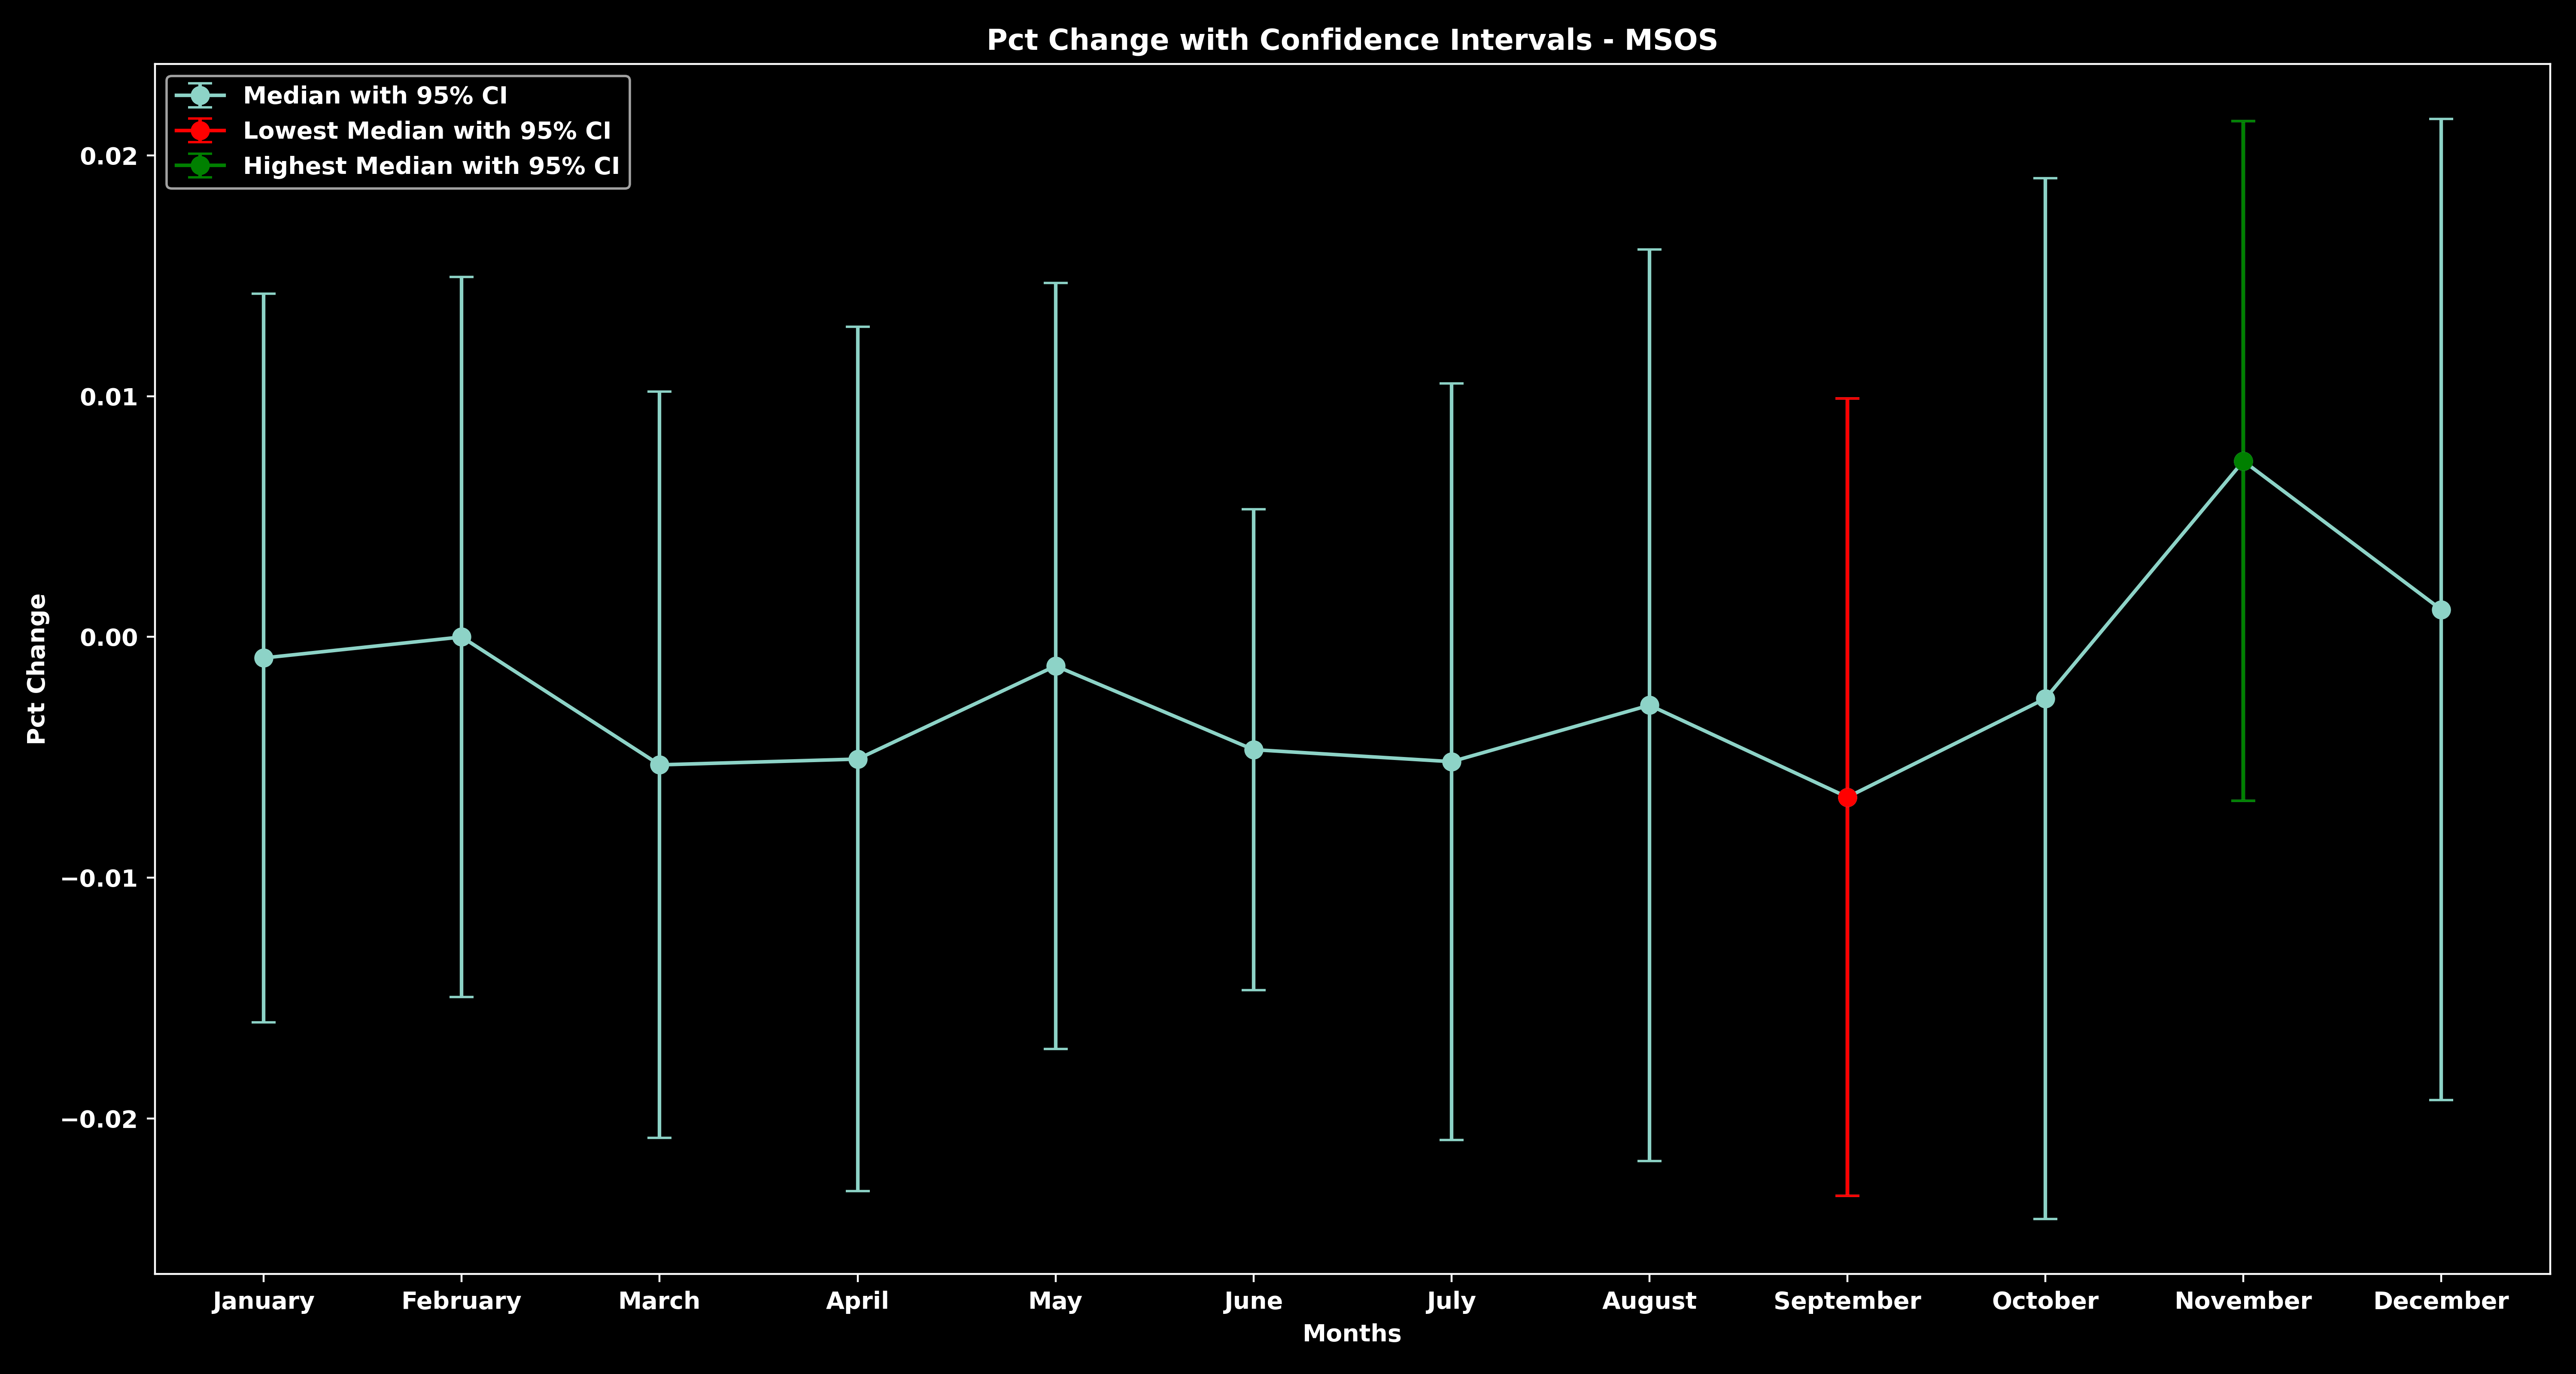 Pct Change with Confidence Intervals - MSOS
Median with 95% CI
Lowest Median with 95% CI
Highest Median with 95% CI
0.02
0.01
0.00
−0.01
−0.02
Pct Change
January February March April May June July August September October November December
Months